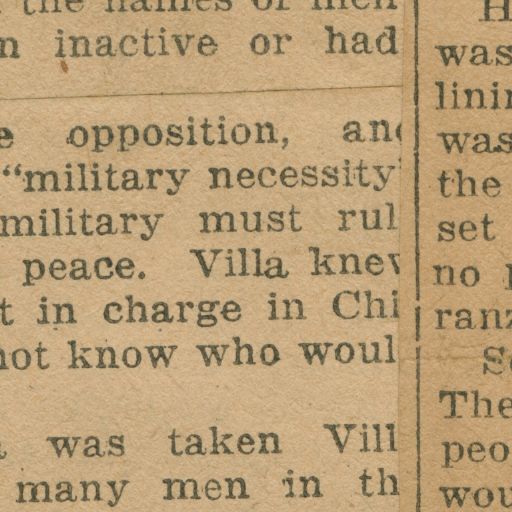 the names of men
n inactive or had
opposition, and
"military necessity"
military must rul
peace. Villa knew
t in charge in Chi
not know who woul
was taken Vill
many men in th
H
was
linin
was
the
set
no p
ranz
S
The
peo
wou